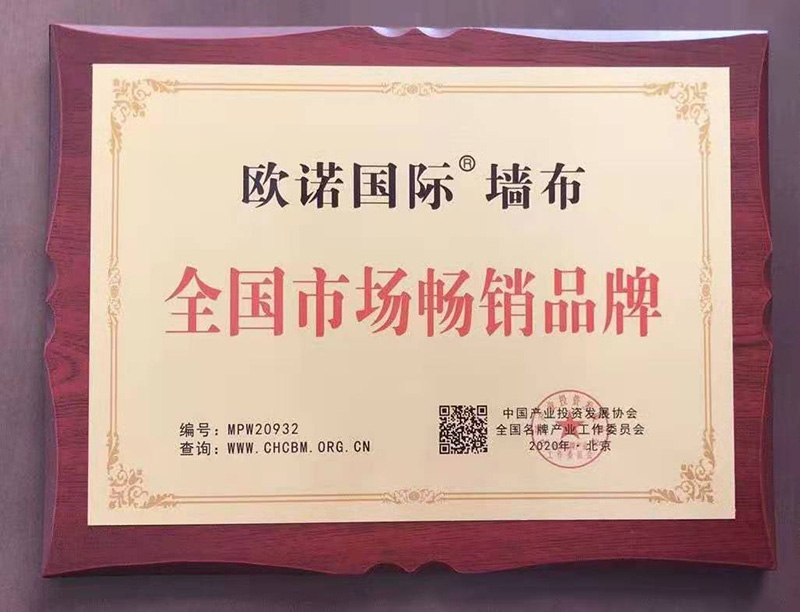 欧诺国际® 墙布
全国市场畅销品牌
编号：MPW20932
查询：WWW.CHCBM.ORG.CN
中国产业投资发展协会
全国名牌产业工作委员会
2020年·北京